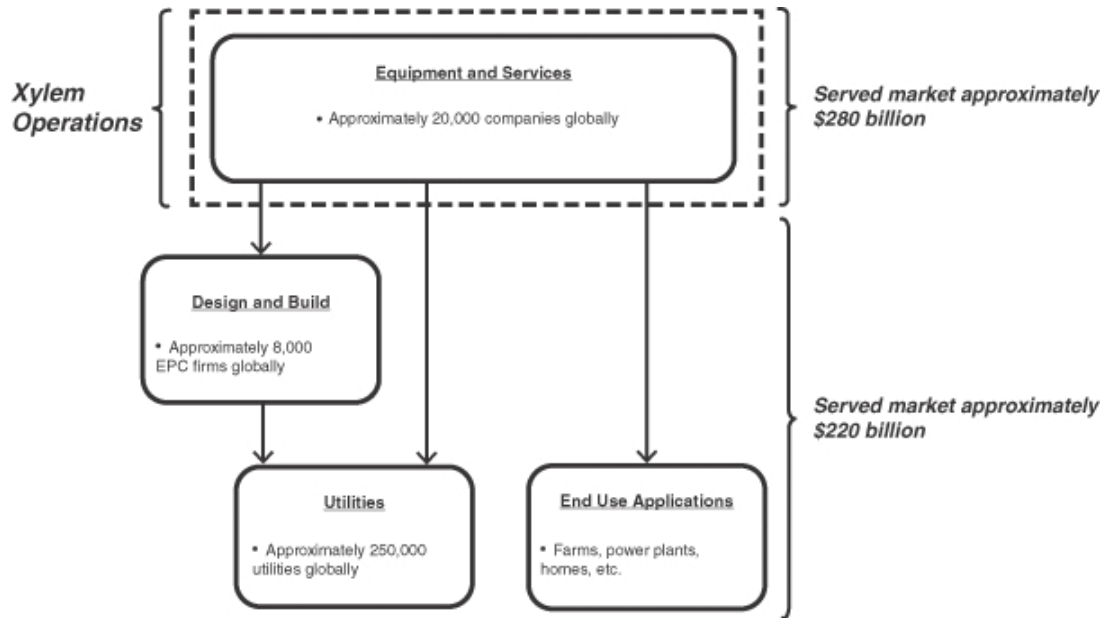 Xylem
Operations
Equipment and Services
• Approximately 20,000 companies globally
Served market approximately
$280 billion
Design and Build
• Approximately 8,000
EPC firms globally
Served market approximately
$220 billion
Utilities
• Approximately 250,000
utilities globally
End Use Applications
• Farms, power plants,
homes, etc.